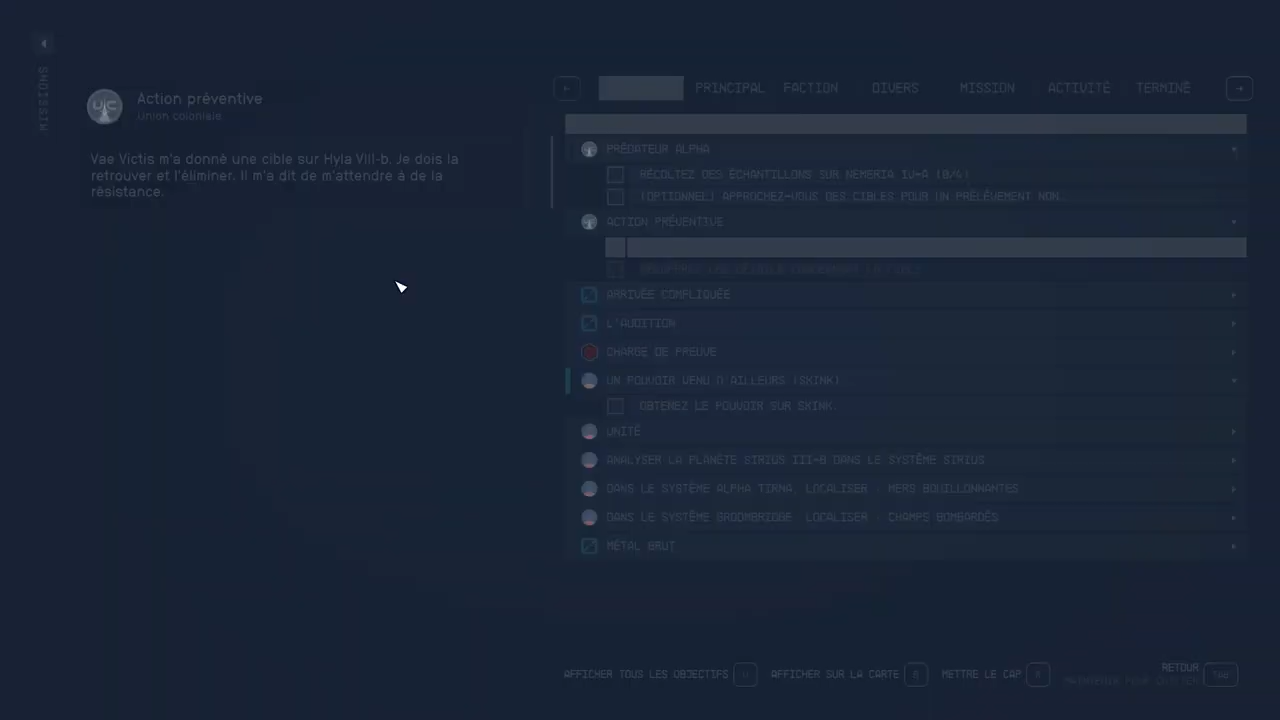 MISSIONS
UC
Action préventive
Union coloniale
Vae Victis m'a donné une cible sur Hyla VIII-b. Je dois la
retrouver et l'éliminer. Il m'a dit de m'attendre à de la
résistance.
PRINCIPAL FACTION DIVERS MISSION ACTIVITÉ TERMINÉ
PRÉDATEUR ALPHA
RÉCOLTEZ DES ÉCHANTILLONS SUR NEMERIA IV-A (0/4)
(OPTIONNEL) APPROCHEZ-VOUS DES CIBLES POUR UN PRÉLÈVEMENT NON
ACTION PRÉVENTIVE
ARRIVÉE COMPLIQUÉE
L'AUDITION
CHARGE DE PREUVE
UN POUVOIR VENU D'AILLEURS (SKINK)
OBTENEZ LE POUVOIR SUR SKINK.
UNITÉ
ANALYSER LA PLANÈTE SIRIUS III-B DANS LE SYSTÈME SIRIUS
DANS LE SYSTÈME ALPHA TIRNA, LOCALISER : MERS BOUILLONNANTES
DANS LE SYSTÈME GROOMBRIDGE, LOCALISER : CHAMPS BOMBARDÉS
MÉTAL BRUT
AFFICHER TOUS LES OBJECTIFS AFFICHER SUR LA CARTE R METTRE LE CAP X RETOUR TAB